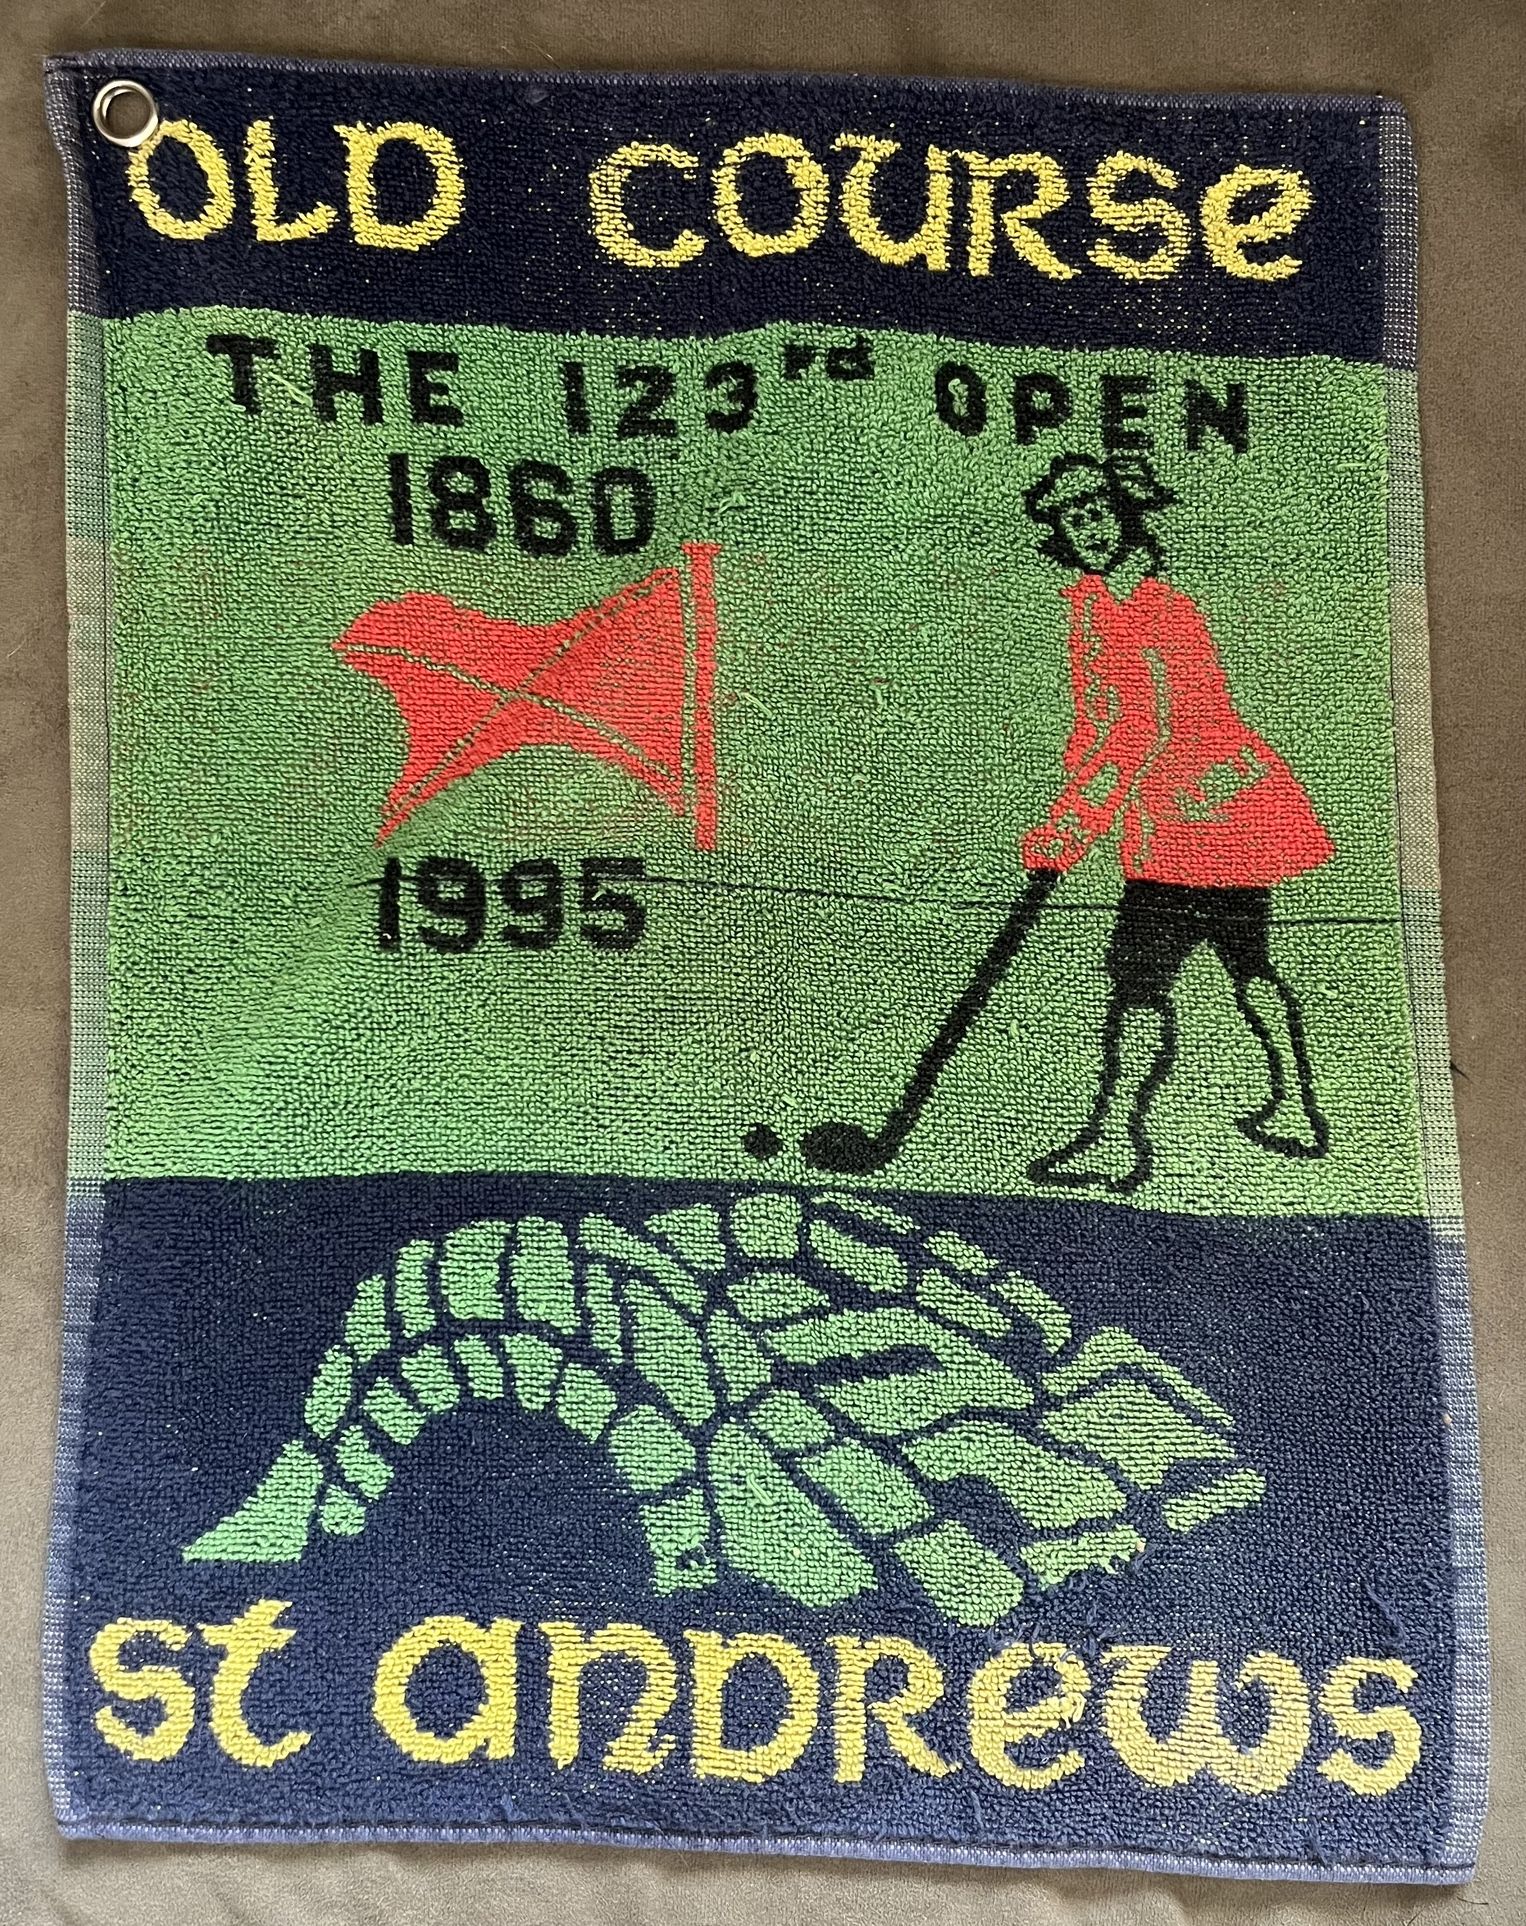 OLD COURSE
THE 123rd OPEN
1860
1995
St ANDREWS